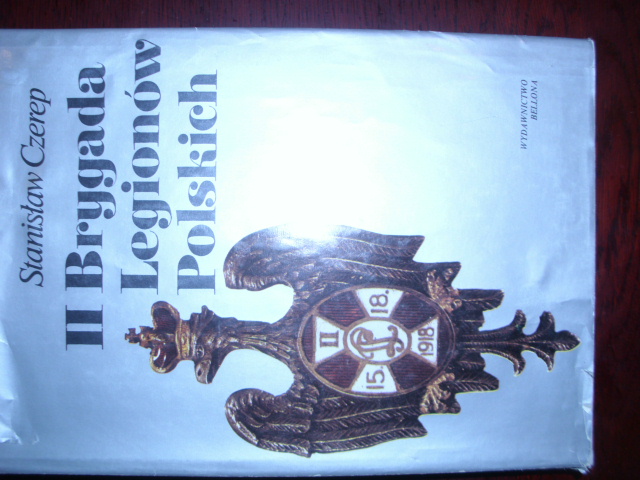 Stanisław Czerep
II Brygada
Legionów
Polskich
II
15.
18.
1918
WYDAWNICTWO
BELLONA